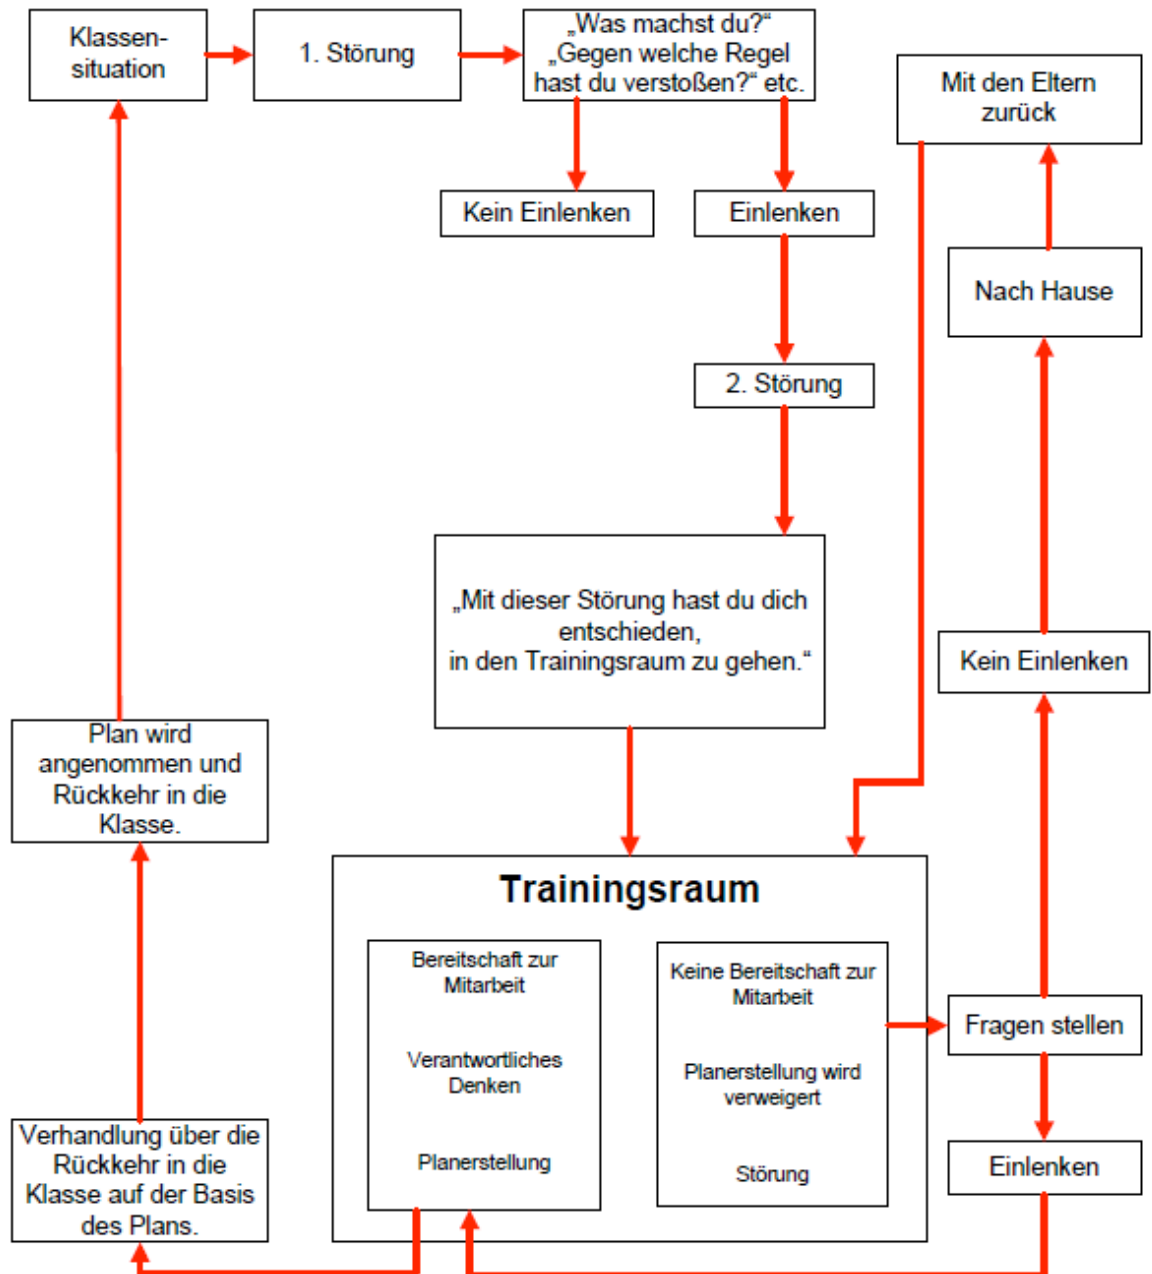 Klassen-
situation
1. Störung
„Was machst du?“
„Gegen welche Regel
hast du verstoßen?“ etc.
Mit den Eltern
zurück
Kein Einlenken
Einlenken
Nach Hause
2. Störung
„Mit dieser Störung hast du dich
entschieden,
in den Trainingsraum zu gehen.“
Kein Einlenken
Plan wird
angenommen und
Rückkehr in die
Klasse.
Trainingsraum
Bereitschaft zur
Mitarbeit
Verantwortliches
Denken
Planerstellung
Keine Bereitschaft zur
Mitarbeit
Planerstellung wird
verweigert
Störung
Fragen stellen
Einlenken
Verhandlung über die
Rückkehr in die
Klasse auf der Basis
des Plans.